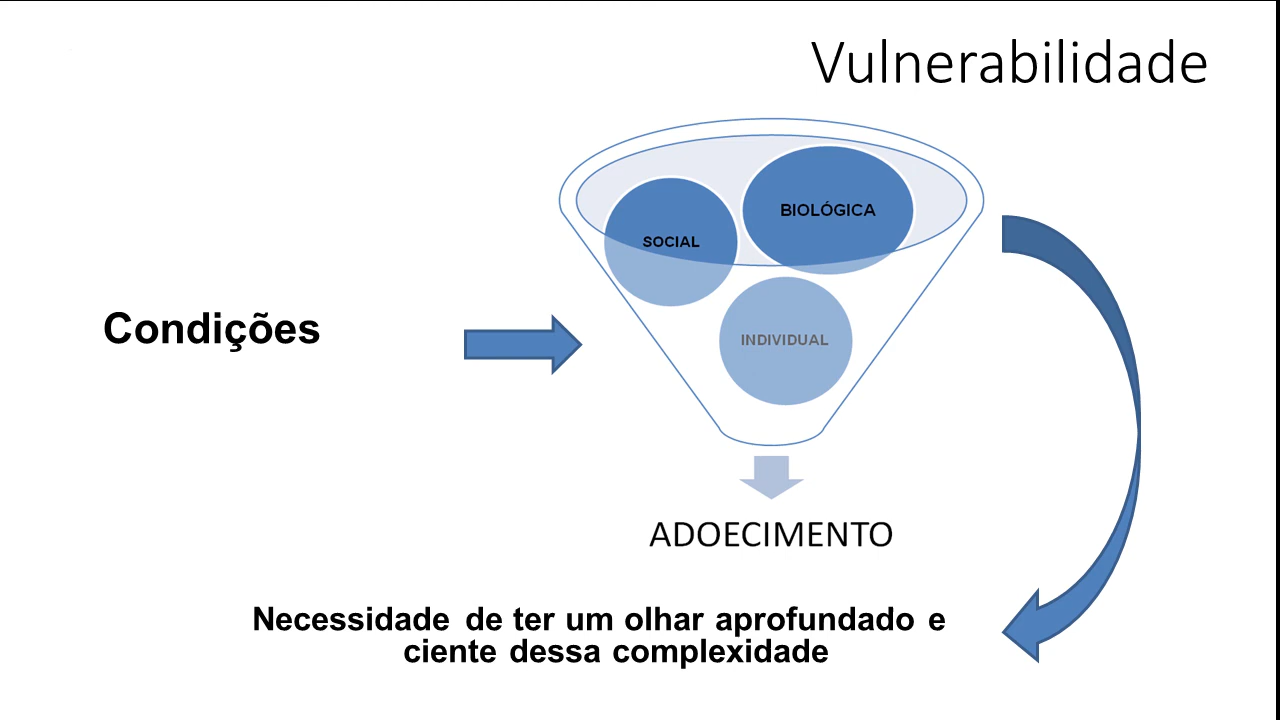 Vulnerabilidade
BIOLÓGICA
SOCIAL
Condições
INDIVIDUAL
ADOECIMENTO
Necessidade de ter um olhar aprofundado e
ciente dessa complexidade